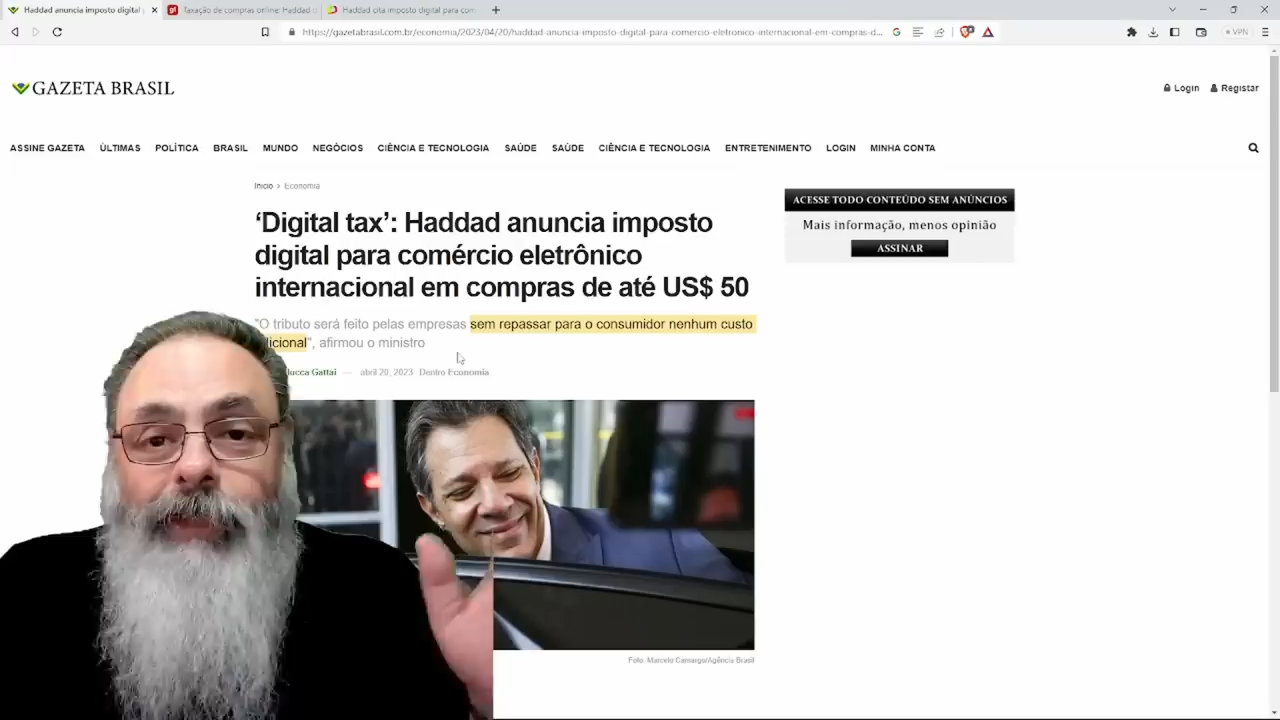 Haddad anuncia imposto digital
Taxação de compras online: Haddad
Haddad cita imposto digital para com
https://gazetabrasil.com.br/economia/2023/04/20/haddad-anuncia-imposto-digital-para-comercio-eletronico-internacional-em-compras-d...
VPN
GAZETA BRASIL
Login
Registar
ASSINE GAZETA ÚLTIMAS POLÍTICA BRASIL MUNDO NEGÓCIOS CIÊNCIA E TECNOLOGIA SAÚDE SAÚDE CIÊNCIA E TECNOLOGIA ENTRETENIMENTO LOGIN MINHA CONTA
Início > Economia
‘Digital tax’: Haddad anuncia imposto
digital para comércio eletrônico
internacional em compras de até US$ 50
"O tributo será feito pelas empresas sem repassar para o consumidor nenhum custo
icional", afirmou o ministro
lucca Gattai — abril 20, 2023 Dentro Economia
ACESSE TODO CONTEÚDO SEM ANÚNCIOS
Mais informação, menos opinião
ASSINAR
Foto: Marcelo Camargo/Agência Brasil